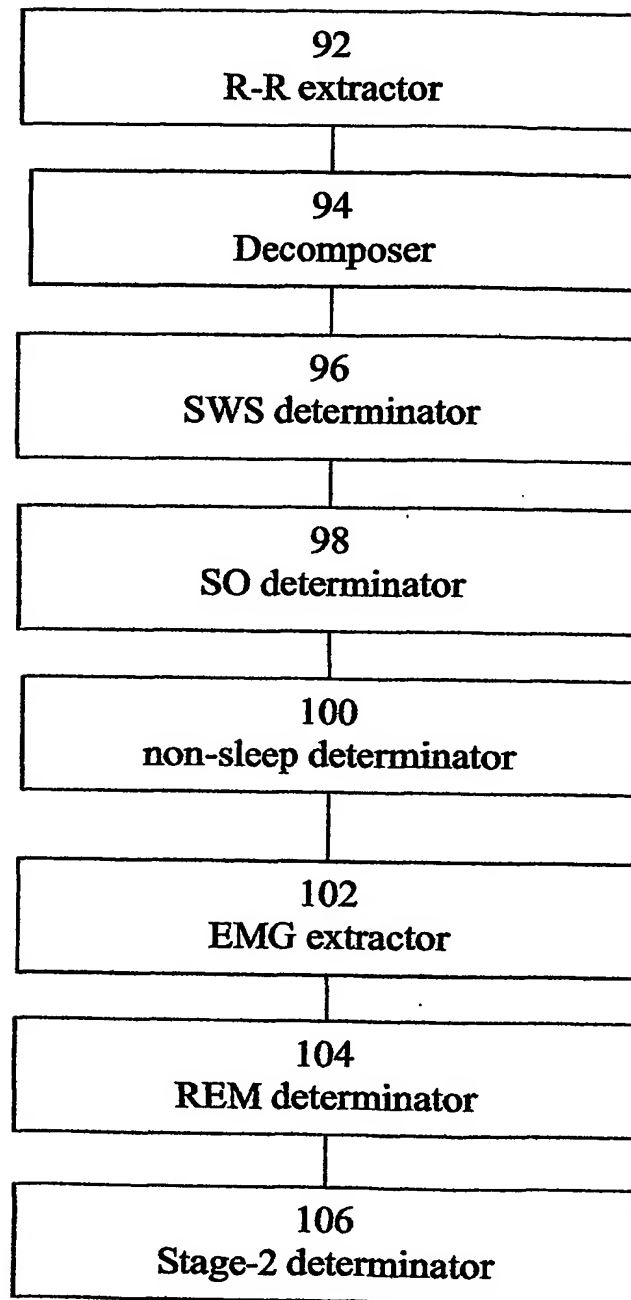 92
R-R extractor
94
Decomposer
96
SWS determinator
98
SO determinator
100
non-sleep determinator
102
EMG extractor
104
REM determinator
106
Stage-2 determinator